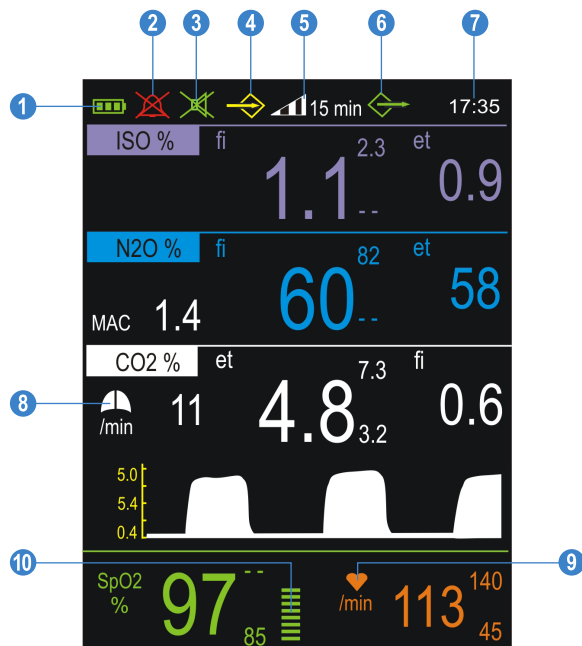 2 3 4 5 6 7
1 15 min 17:35
ISO % fi 1.1 2.3 -- et 0.9
N2O % fi 60 82 -- et 58
MAC 1.4
CO2 % et 4.8 7.3 3.2 fi 0.6
8 /min 11
5.0
5.4
0.4
10 9
SpO2 % 97 -- 85 /min 113 140 45